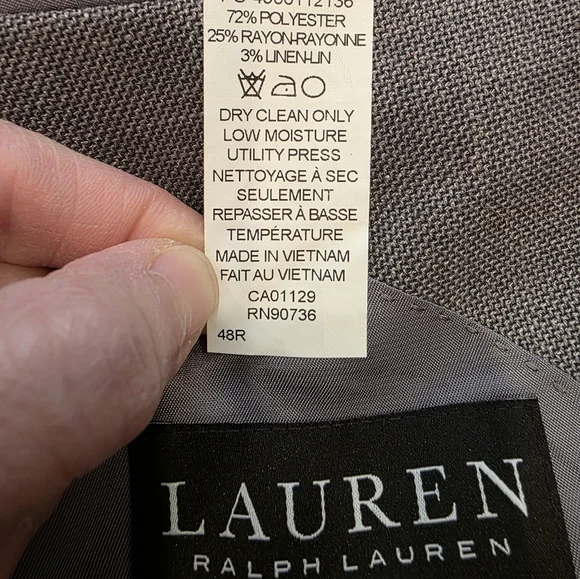 72% POLYESTER
25% RAYON-RAYONNE
3% LINEN-LIN
DRY CLEAN ONLY
LOW MOISTURE
UTILITY PRESS
NETTOYAGE À SEC
SEULEMENT
REPASSER À BASSE
TEMPÉRATURE
MADE IN VIETNAM
FAIT AU VIETNAM
CA01129
RN90736
48R
LAUREN
RALPH LAUREN